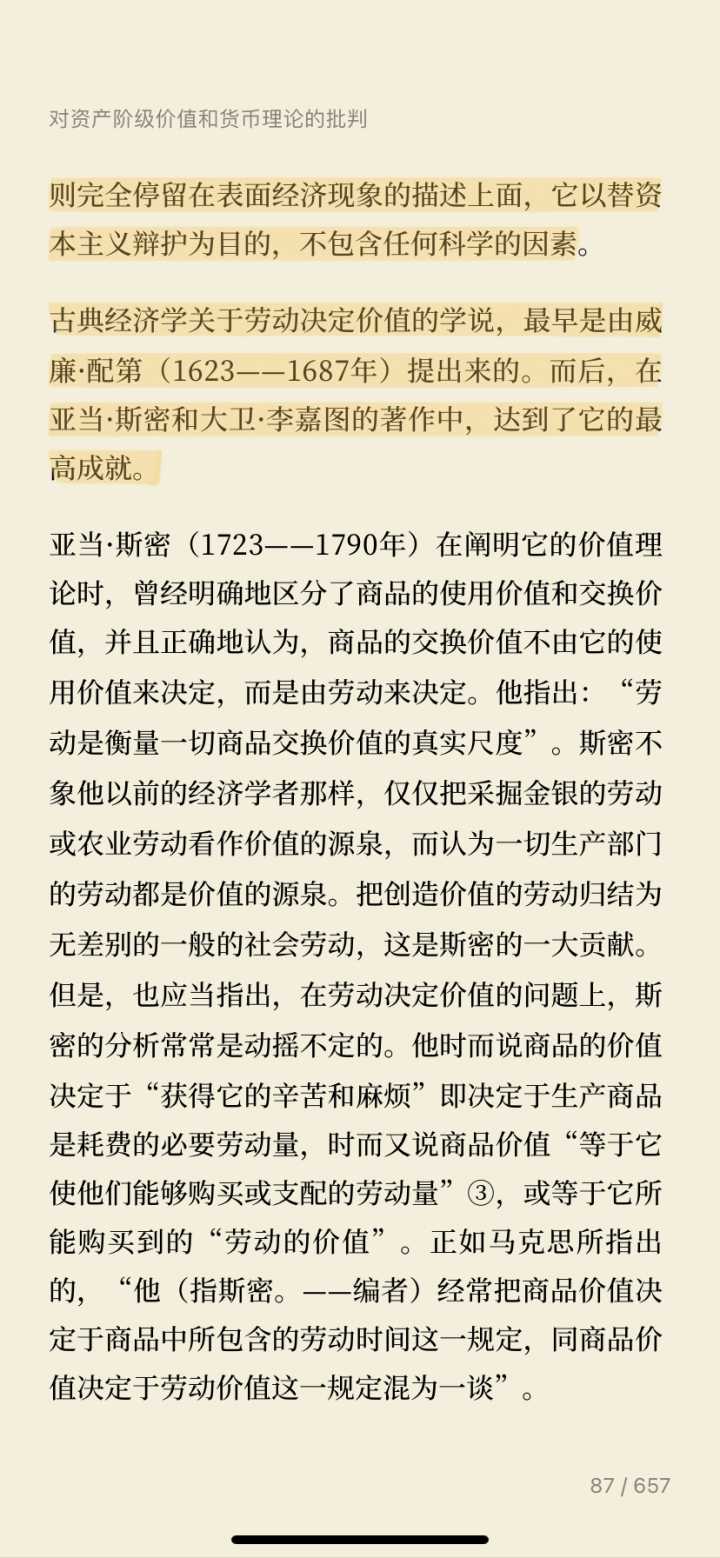 对资产阶级价值和货币理论的批判
则完全停留在表面经济现象的描述上面，它以替资
本主义辩护为目的，不包含任何科学的因素。
古典经济学关于劳动决定价值的学说，最早是由威
廉·配第（1623——1687年）提出来的。而后，在
亚当·斯密和大卫·李嘉图的著作中，达到了它的最
高成就。
亚当·斯密（1723——1790年）在阐明它的价值理
论时，曾经明确地区分了商品的使用价值和交换价
值，并且正确地认为，商品的交换价值不由它的使
用价值来决定，而是由劳动来决定。他指出：“劳
动是衡量一切商品交换价值的真实尺度”。斯密不
象他以前的经济学者那样，仅仅把采掘金银的劳动
或农业劳动看作价值的源泉，而认为一切生产部门
的劳动都是价值的源泉。把创造价值的劳动归结为
无差别的一般的社会劳动，这是斯密的一大贡献。
但是，也应当指出，在劳动决定价值的问题上，斯
密的分析常常是动摇不定的。他时而说商品的价值
决定于“获得它的辛苦和麻烦”即决定于生产商品
是耗费的必要劳动量，时而又说商品价值“等于它
使他们能够购买或支配的劳动量”③，或等于它所
能购买到的“劳动的价值”。正如马克思所指出
的，“他（指斯密。——编者）经常把商品价值决
定于商品中所包含的劳动时间这一规定，同商品价
值决定于劳动价值这一规定混为一谈”。
87 / 657